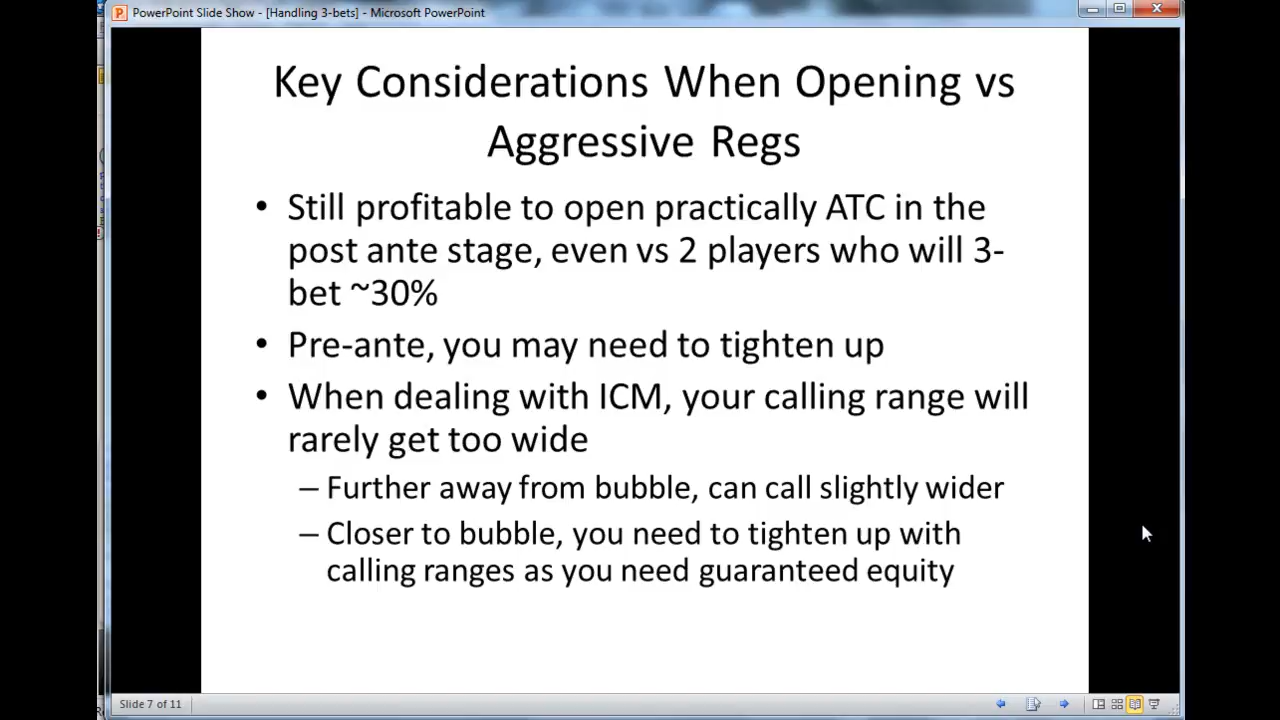 PowerPoint Slide Show - [Handling 3-bets] - Microsoft PowerPoint
Key Considerations When Opening vs
Aggressive Regs
• Still profitable to open practically ATC in the
post ante stage, even vs 2 players who will 3-
bet ~30%
• Pre-ante, you may need to tighten up
• When dealing with ICM, your calling range will
rarely get too wide
– Further away from bubble, can call slightly wider
– Closer to bubble, you need to tighten up with
calling ranges as you need guaranteed equity
Slide 7 of 11